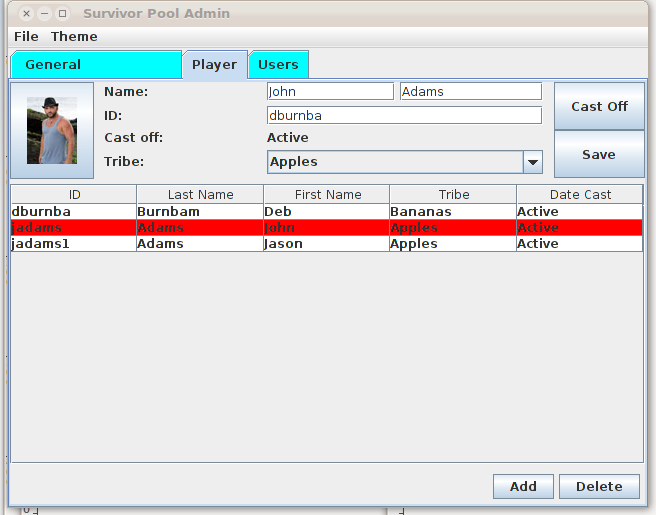 Survivor Pool Admin
File Theme
General Player Users
Name: John Adams
ID: dburnba
Cast off: Active
Tribe: Apples
Cast Off
Save
ID Last Name First Name Tribe Date Cast
dburnba Burnbam Deb Bananas Active
jadams Adams John Apples Active
jadams1 Adams Jason Apples Active
Add Delete